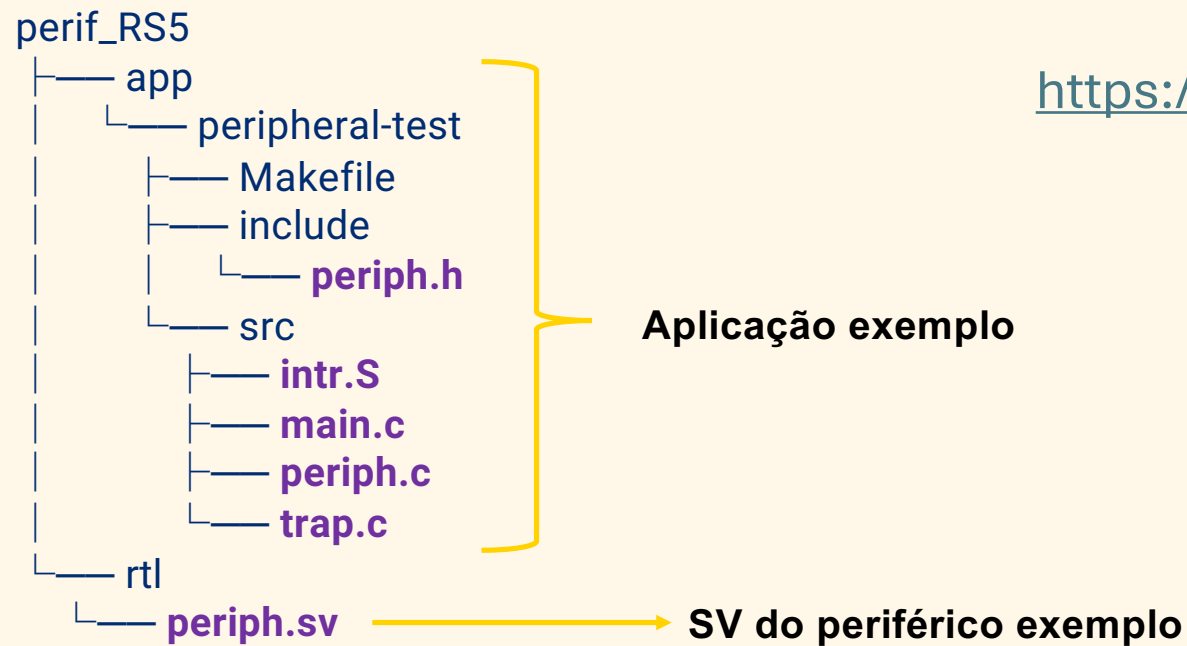 perif_RS5
├── app
│   └── peripheral-test
│       ├── Makefile
│       ├── include
│       │   └── periph.h
│       └── src
│           ├── intr.S
│           ├── main.c
│           ├── periph.c
│           └── trap.c
└── rtl
    └── periph.sv
https:/
Aplicação exemplo
SV do periférico exemplo